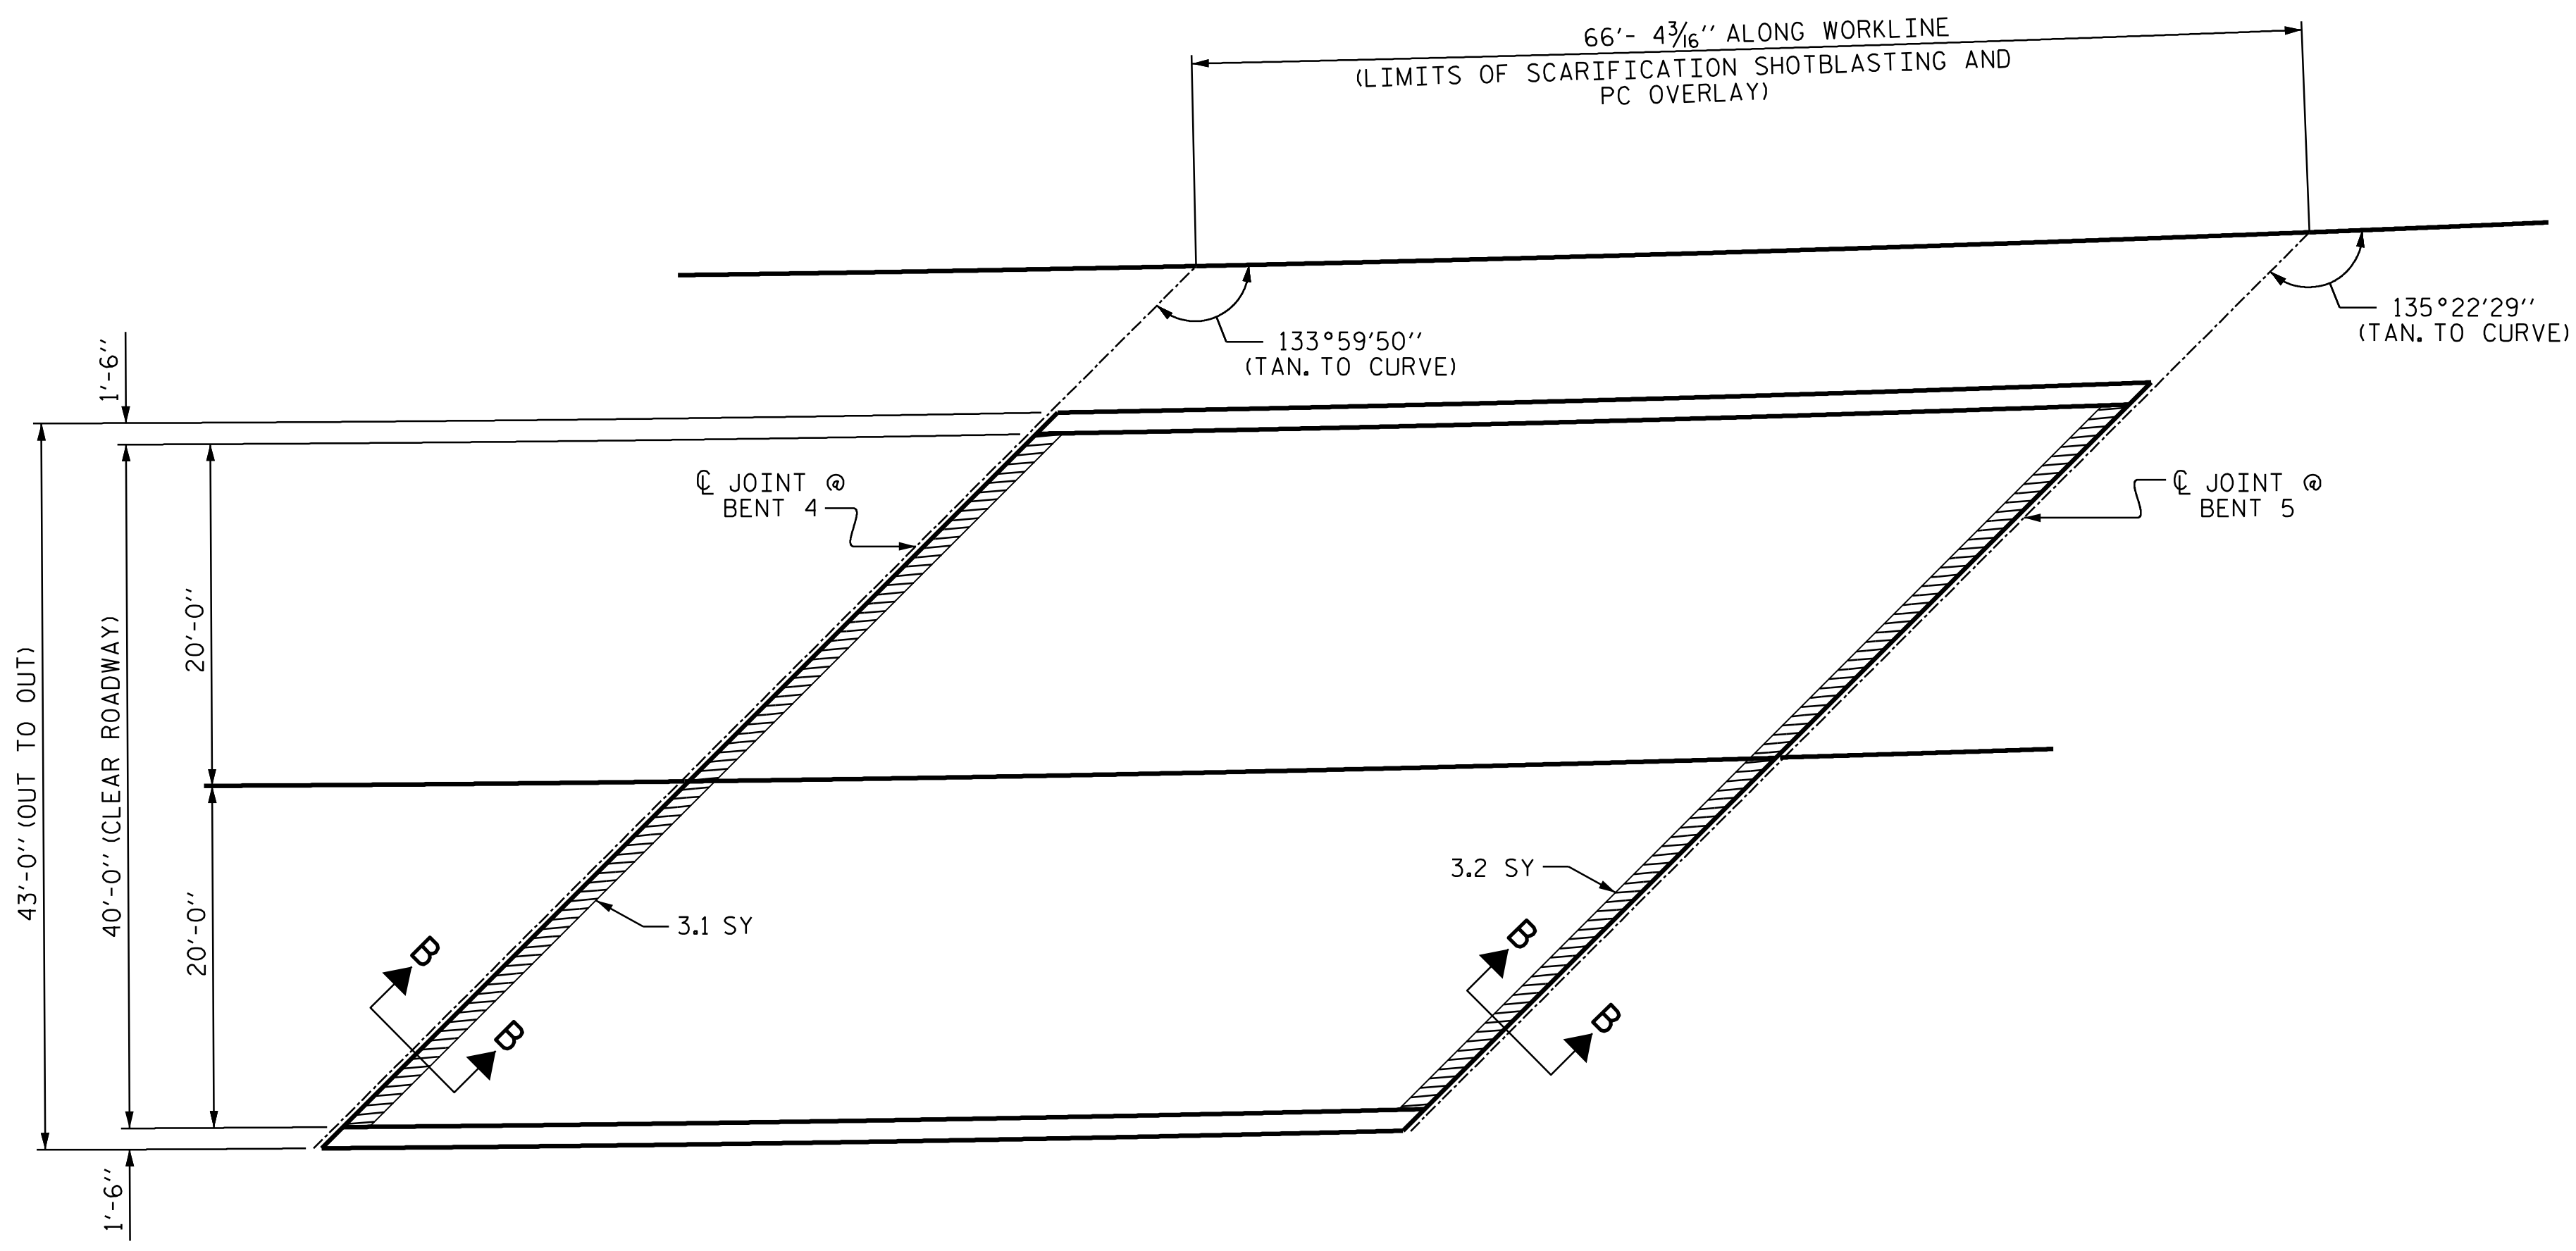 66'- 4 3/16" ALONG WORKLINE
(LIMITS OF SCARIFICATION SHOTBLASTING AND
PC OVERLAY)
133°59'50"
(TAN. TO CURVE)
135°22'29"
(TAN. TO CURVE)
1'-6"
43'-0" (OUT TO OUT)
40'-0" (CLEAR ROADWAY)
20'-0"
20'-0"
1'-6"
℄ JOINT @
BENT 4
℄ JOINT @
BENT 5
3.1 SY
3.2 SY
B
B
B
B